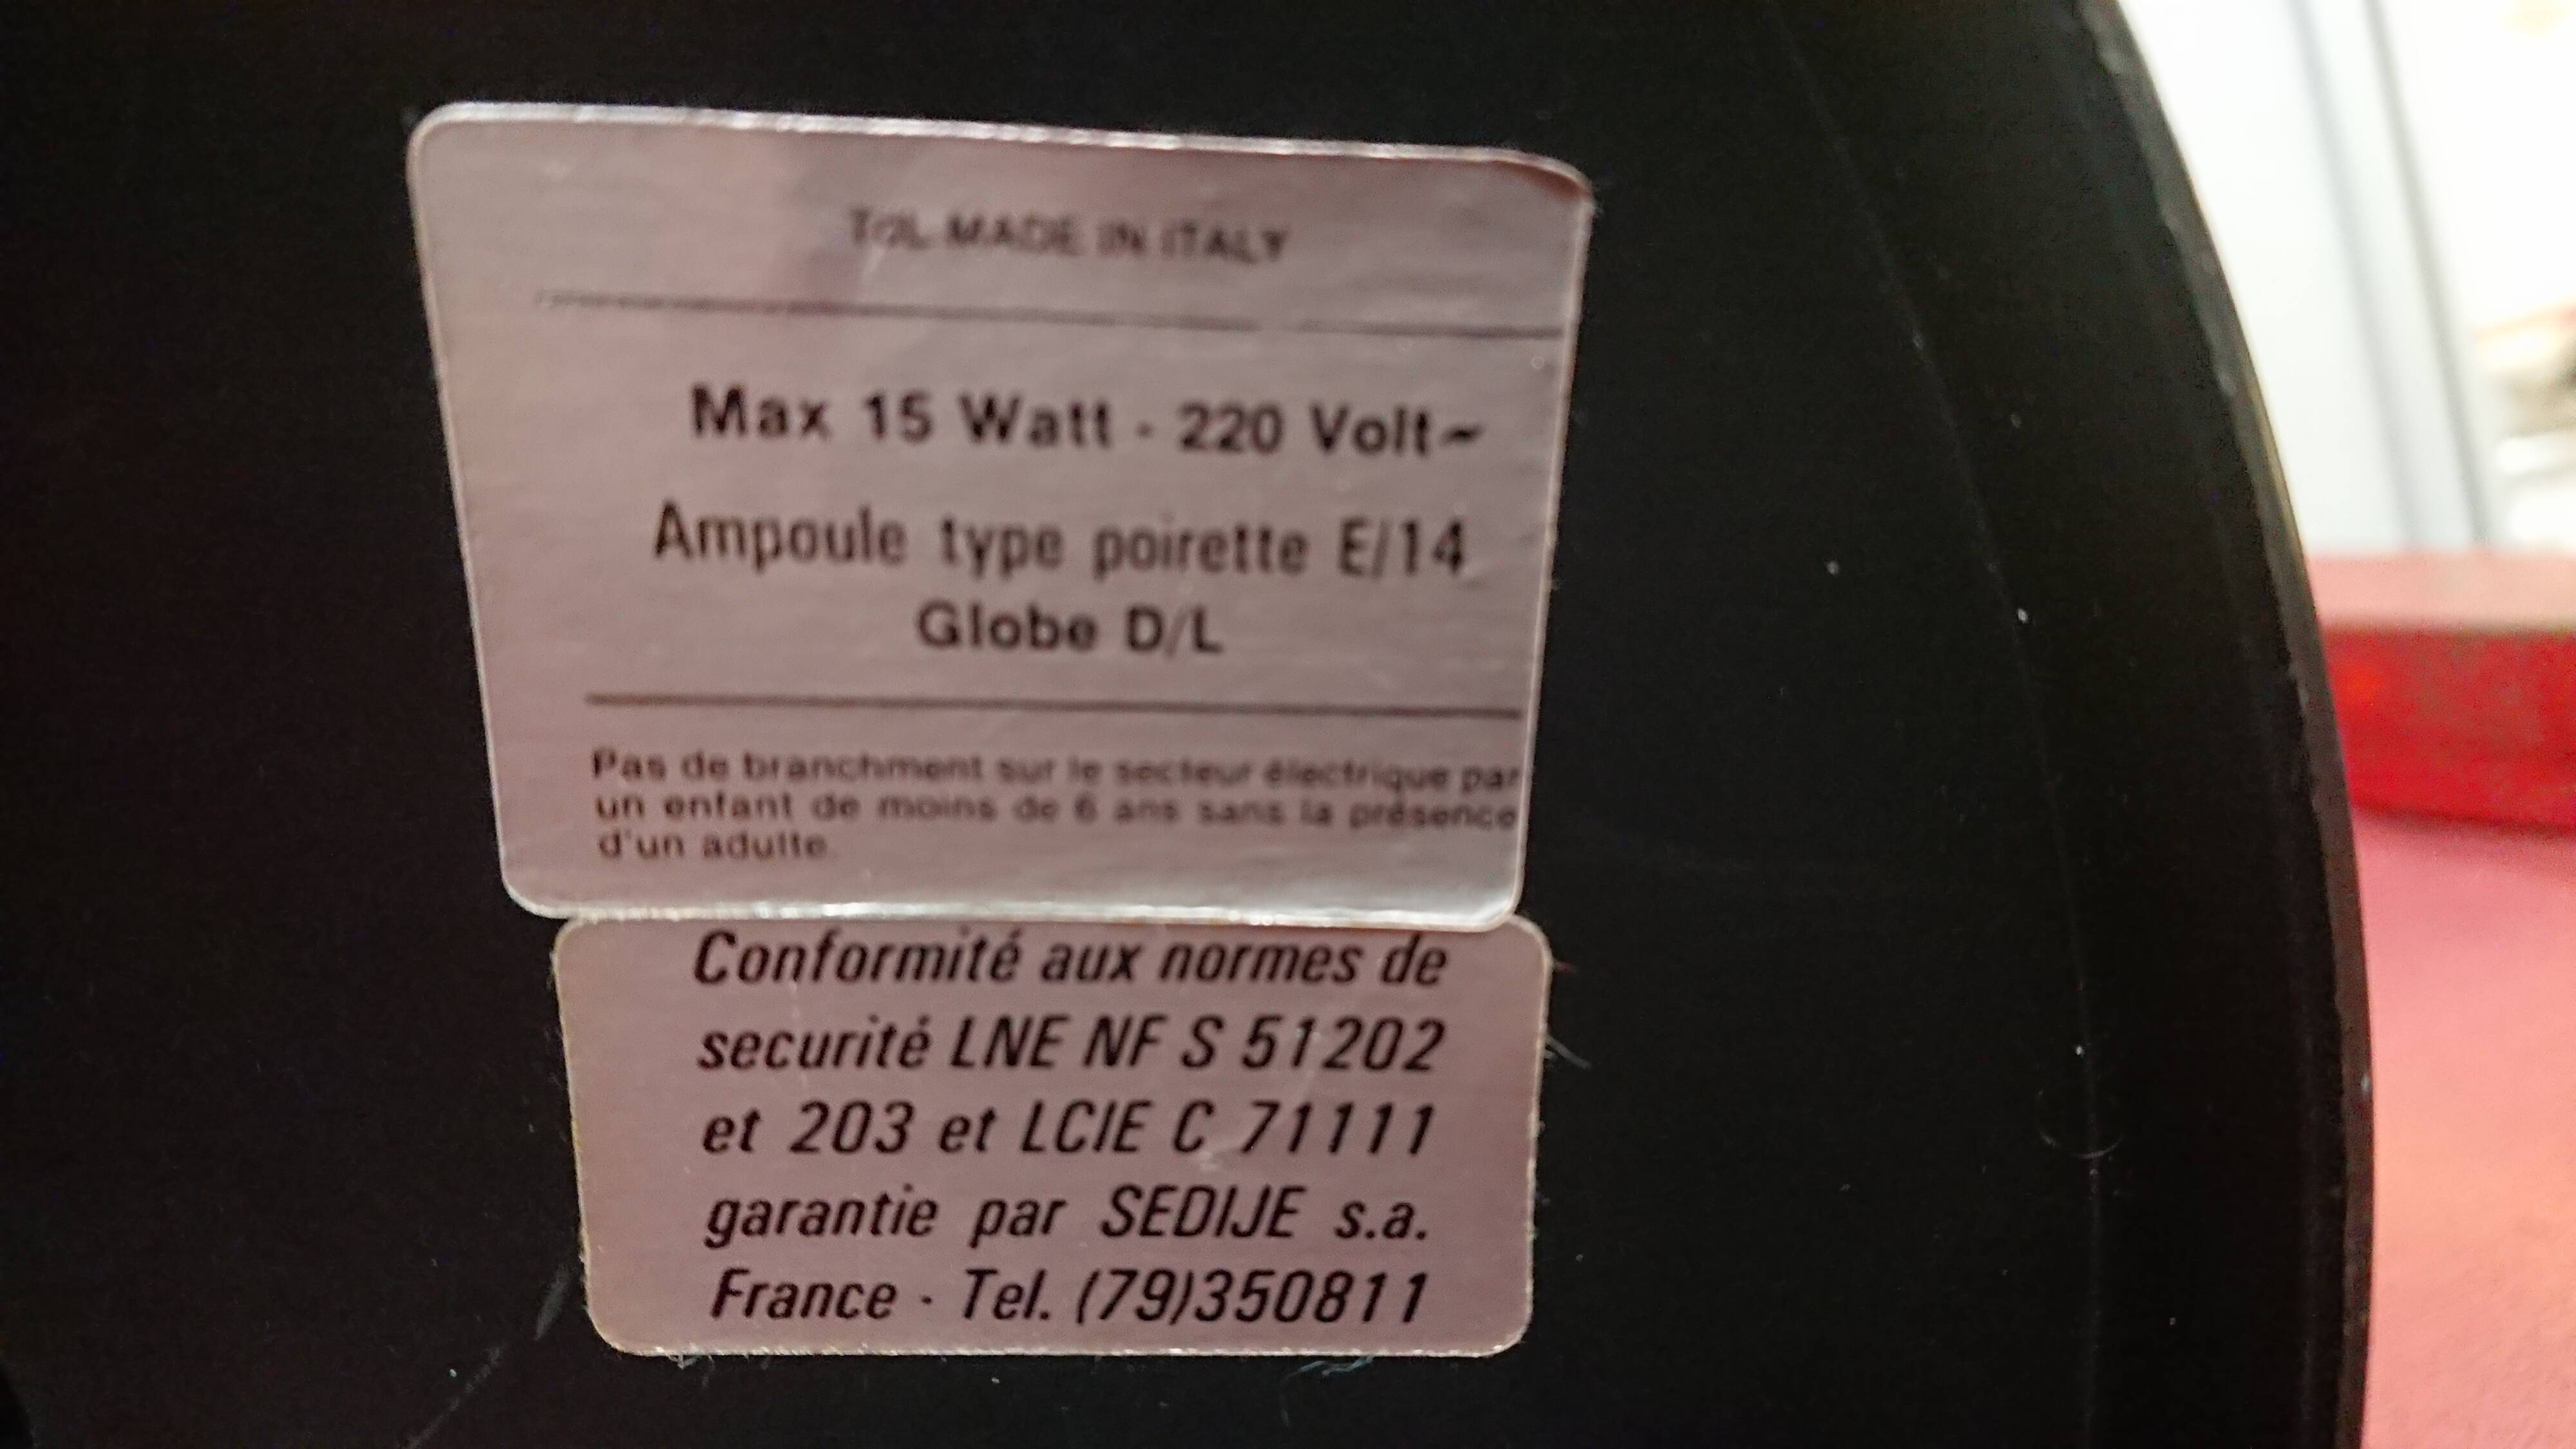 TQL MADE IN ITALY
Max 15 Watt - 220 Volt~
Ampoule type poirette E/14
Globe D/L
Pas de branchment sur le secteur électrique par
un enfant de moins de 6 ans sans la présence
d'un adulte.
Conformité aux normes de
securité LNE NF S 51202
et 203 et LCIE C 71111
garantie par SEDIJE s.a.
France - Tel. (79)350811